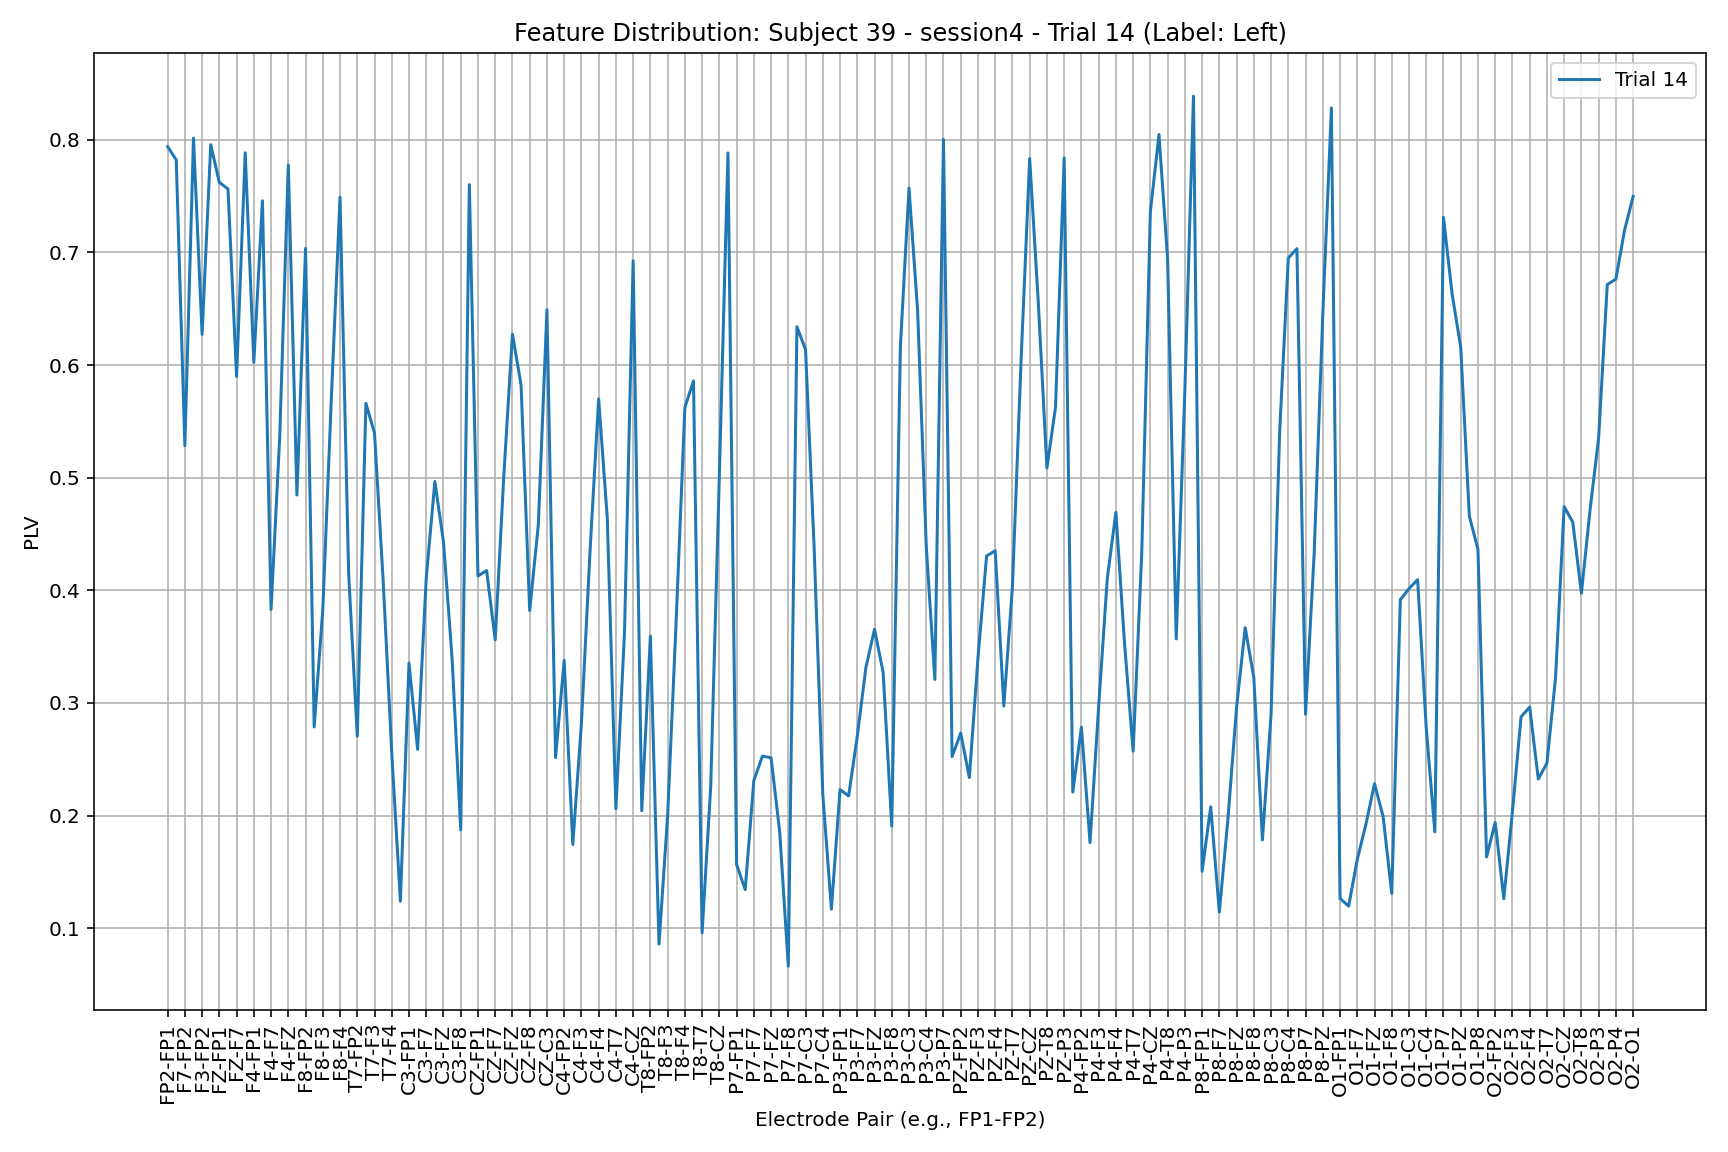 Feature Distribution: Subject 39 - session4 - Trial 14 (Label: Left)
Trial 14
PLV
0.8
0.7
0.6
0.5
0.4
0.3
0.2
0.1
FP2-FP1
F7-FP2
F3-FP2
FZ-FP1
FZ-F7
F4-FP1
F4-F7
F4-FZ
F8-FP2
F8-F3
F8-F4
T7-FP2
T7-F3
T7-F4
C3-FP1
C3-F7
C3-FZ
C3-F8
CZ-FP1
CZ-F7
CZ-FZ
CZ-F8
CZ-C3
C4-FP2
C4-F3
C4-F4
C4-T7
C4-CZ
T8-FP2
T8-F3
T8-F4
T8-T7
T8-CZ
P7-FP1
P7-F7
P7-FZ
P7-F8
P7-C3
P7-C4
P3-FP1
P3-F7
P3-FZ
P3-F8
P3-C3
P3-C4
P3-P7
PZ-FP2
PZ-F3
PZ-F4
PZ-T7
PZ-CZ
PZ-T8
PZ-P3
P4-FP2
P4-F3
P4-F4
P4-T7
P4-CZ
P4-T8
P4-P3
P8-FP1
P8-F7
P8-FZ
P8-F8
P8-C3
P8-C4
P8-P7
P8-PZ
O1-FP1
O1-F7
O1-FZ
O1-F8
O1-C3
O1-C4
O1-P7
O1-PZ
O1-P8
O2-FP2
O2-F3
O2-F4
O2-T7
O2-CZ
O2-T8
O2-P3
O2-P4
O2-O1
Electrode Pair (e.g., FP1-FP2)